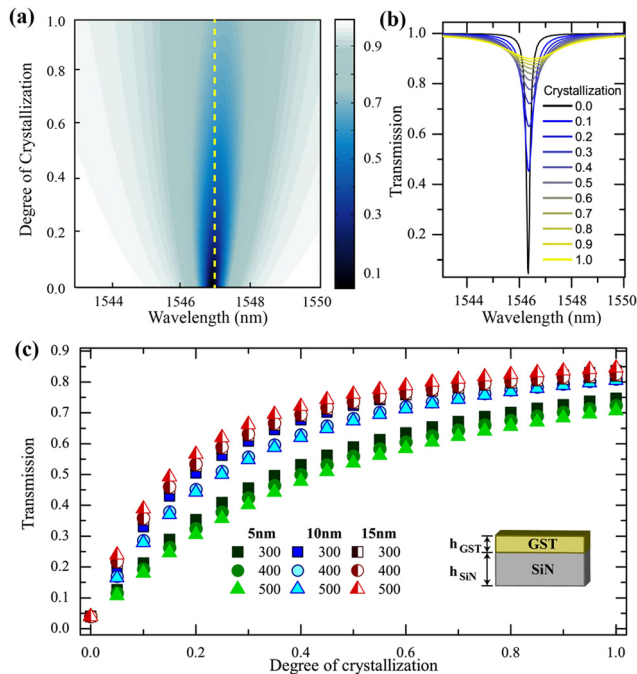 (a)
1.0
0.8
0.6
0.4
0.2
0.0
Degree of Crystallization
1544 1546 1548 1550
Wavelength (nm)
0.9
0.7
0.5
0.3
0.1
(b)
1.0
0.8
0.6
0.4
0.2
Transmission
Crystallization
0.0
0.1
0.2
0.3
0.4
0.5
0.6
0.7
0.8
0.9
1.0
1544 1546 1548 1550
Wavelength (nm)
(c)
0.9
0.8
0.7
0.6
0.5
0.4
0.3
0.2
0.1
0.0
Transmission
5nm 10nm 15nm
300 300 300
400 400 400
500 500 500
hGST GST
hSiN SiN
0.0 0.2 0.4 0.6 0.8 1.0
Degree of crystallization